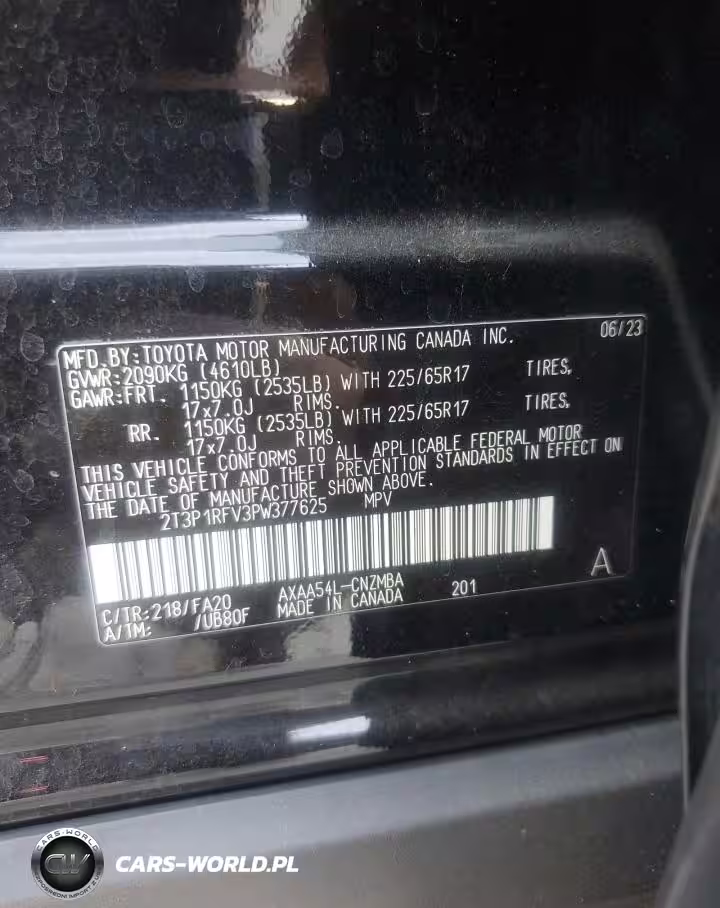 MFD. BY: TOYOTA MOTOR MANUFACTURING CANADA INC. 06/23
GVWR: 2090KG (4610LB)
GAWR: FRT. 1150KG (2535LB) WITH 225/65R17 TIRES,
17x7.0J RIMS.
RR. 1150KG (2535LB) WITH 225/65R17 TIRES,
17x7.0J RIMS.
THIS VEHICLE CONFORMS TO ALL APPLICABLE FEDERAL MOTOR
VEHICLE SAFETY AND THEFT PREVENTION STANDARDS IN EFFECT ON
THE DATE OF MANUFACTURE SHOWN ABOVE.
2T3P1RFV3PW377625 MPV
A
C/TR: 218/FA20 AXAA54L-CNZMBA 201
A/TM: /UB80F MADE IN CANADA
CARS-WORLD
CW
CARS-WORLD.PL